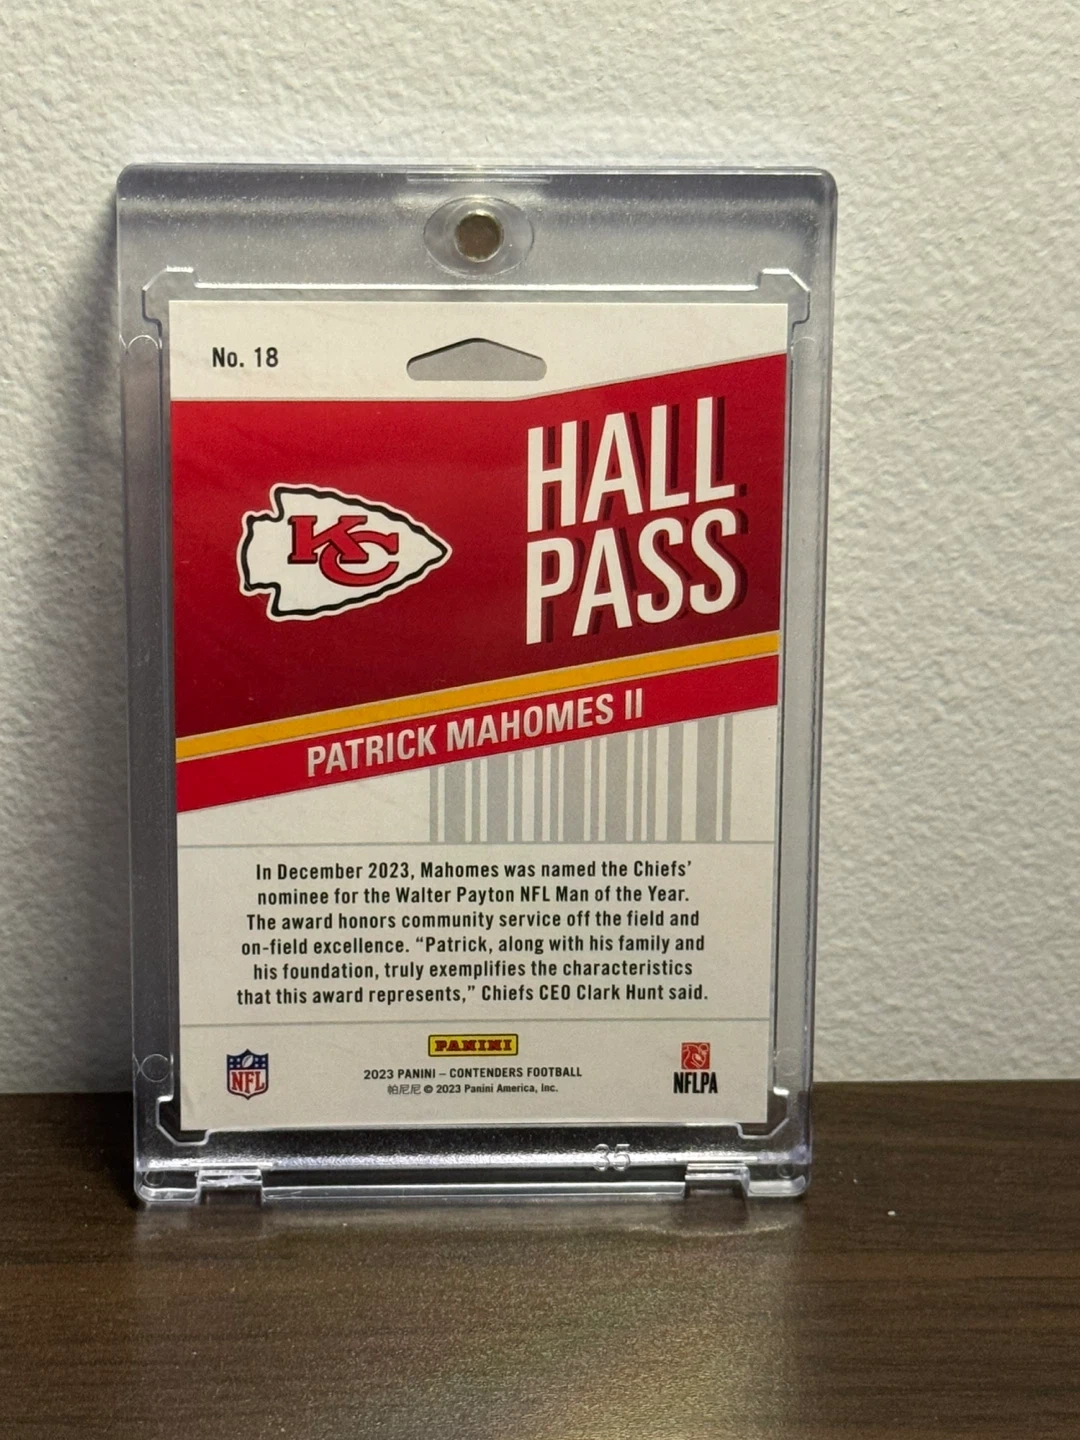 No. 18
HALL
PASS
KC
PATRICK MAHOMES II
In December 2023, Mahomes was named the Chiefs’
nominee for the Walter Payton NFL Man of the Year.
The award honors community service off the field and
on-field excellence. “Patrick, along with his family and
his foundation, truly exemplifies the characteristics
that this award represents,” Chiefs CEO Clark Hunt said.
PANINI
NFL
2023 PANINI – CONTENDERS FOOTBALL
帕尼尼 © 2023 Panini America, Inc.
NFLPA
35